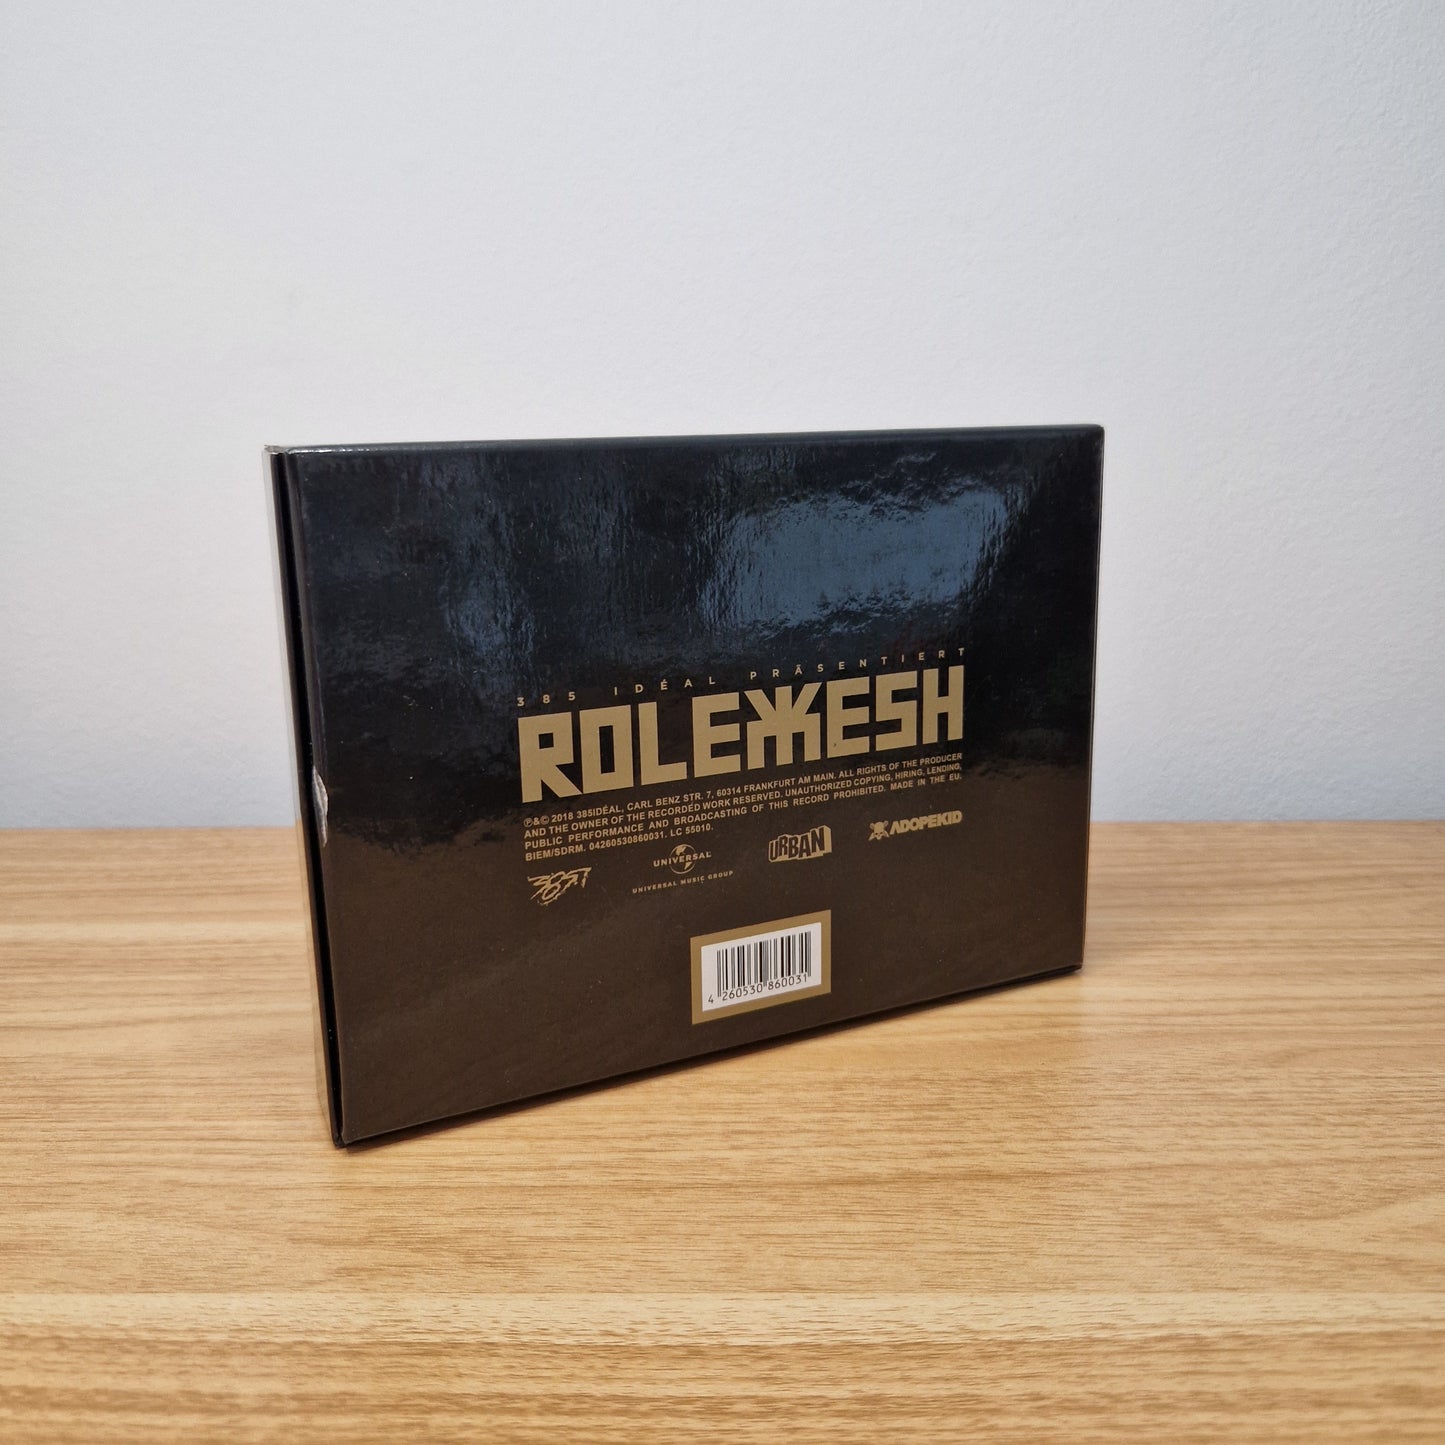 385 IDÉAL PRÄSENTIERT
ROLEXESH
℗&© 2018 385IDÉAL, CARL BENZ STR. 7, 60314 FRANKFURT AM MAIN. ALL RIGHTS OF THE PRODUCER
AND THE OWNER OF THE RECORDED WORK RESERVED. UNAUTHORIZED COPYING, HIRING, LENDING,
PUBLIC PERFORMANCE AND BROADCASTING OF THIS RECORD PROHIBITED. MADE IN THE EU.
BIEM/SDRM. 04260530860031. LC 55010.
385I
UNIVERSAL
UNIVERSAL MUSIC GROUP
URBAN
ADOPEKID
4 260530 860031